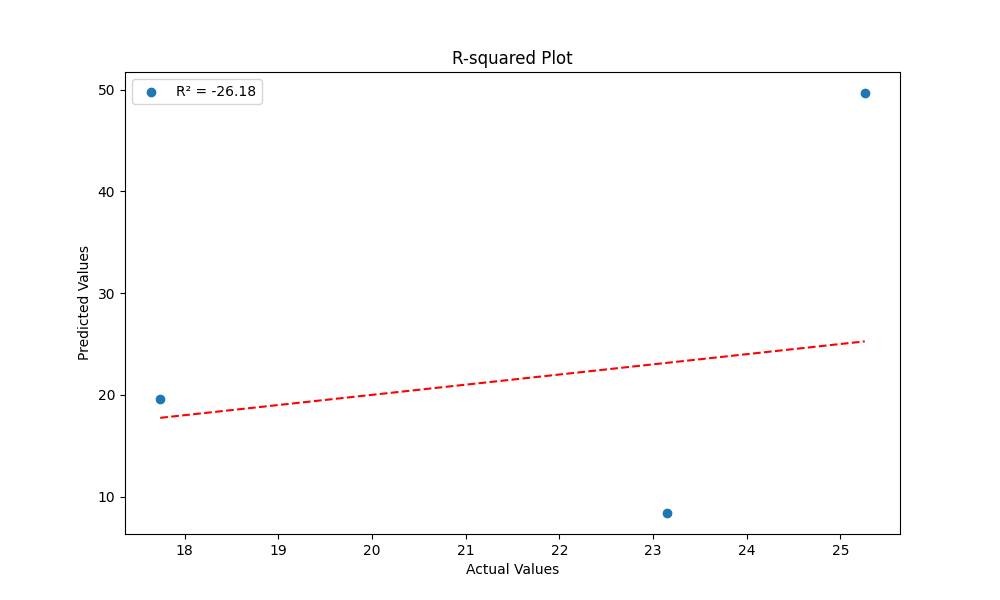 R-squared Plot
R² = -26.18
50
40
30
20
10
Predicted Values
18 19 20 21 22 23 24 25
Actual Values